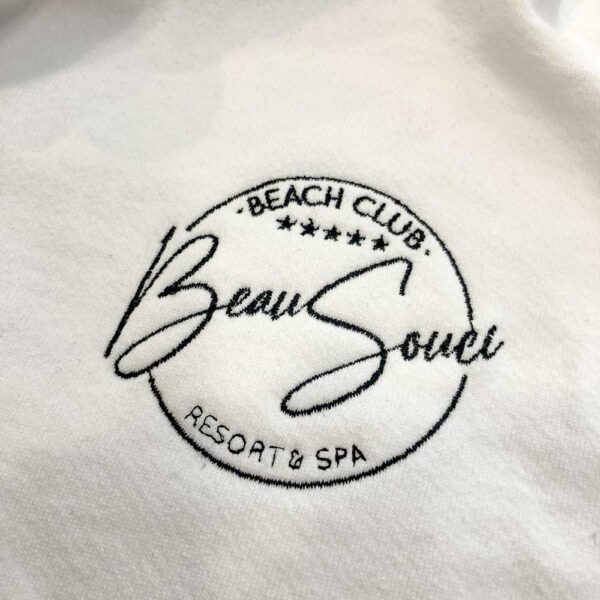 ·BEACH CLUB·
★★★★★
Beau Souci
RESORT & SPA